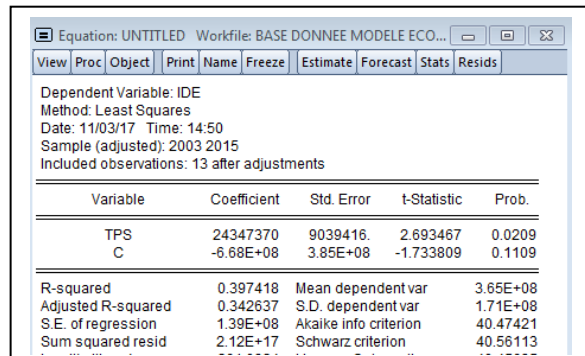 Equation: UNTITLED Workfile: BASE DONNEE MODELE ECO...
View Proc Object Print Name Freeze Estimate Forecast Stats Resids
Dependent Variable: IDE
Method: Least Squares
Date: 11/03/17 Time: 14:50
Sample (adjusted): 2003 2015
Included observations: 13 after adjustments
Variable Coefficient Std. Error t-Statistic Prob.
TPS 24347370 9039416. 2.693467 0.0209
C -6.68E+08 3.85E+08 -1.733809 0.1109
R-squared 0.397418 Mean dependent var 3.65E+08
Adjusted R-squared 0.342637 S.D. dependent var 1.71E+08
S.E. of regression 1.39E+08 Akaike info criterion 40.47421
Sum squared resid 2.12E+17 Schwarz criterion 40.56113